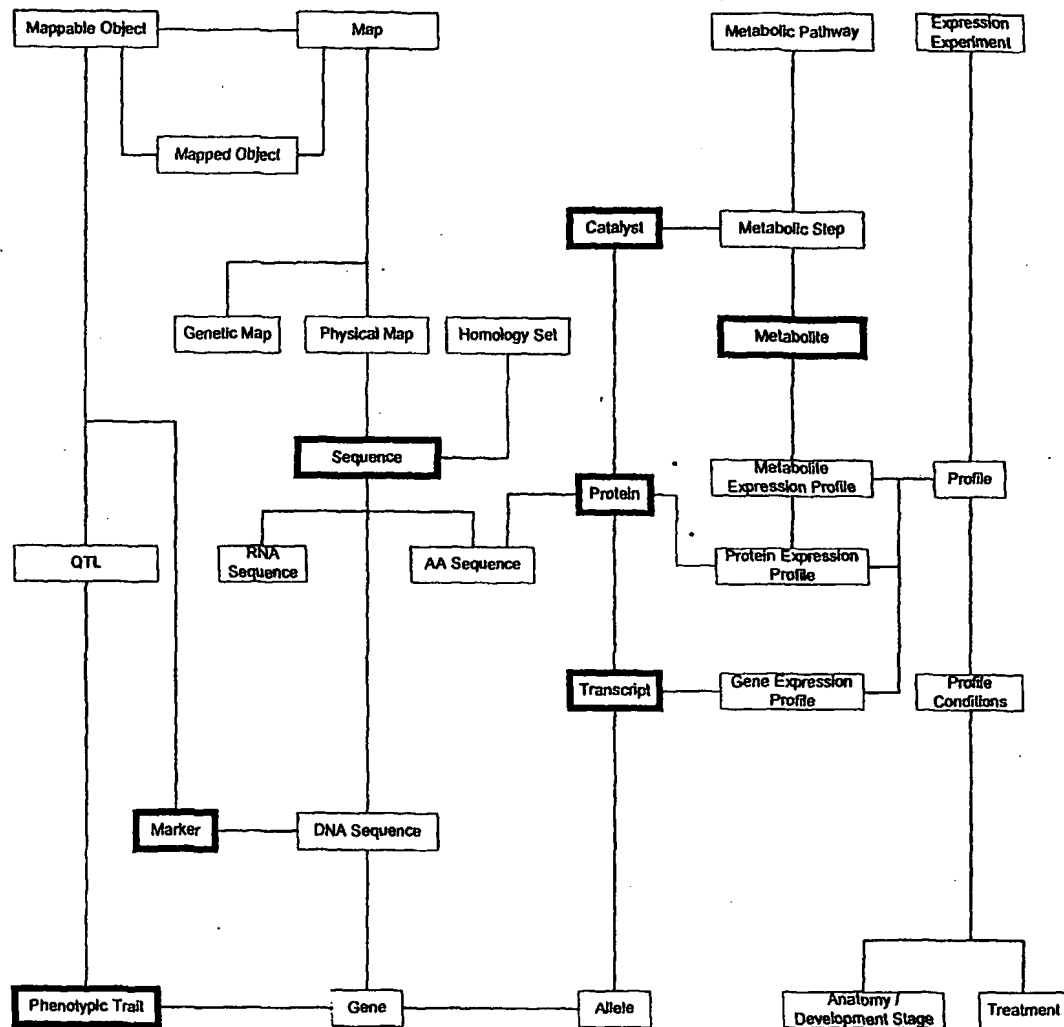 Mappable Object
Map
Metabolic Pathway
Expression
Experiment
Mapped Object
Catalyst
Metabolic Step
Genetic Map
Physical Map
Homology Set
Metabolite
Sequence
Metabolite
Expression Profile
Profile
Protein
QTL
RNA
Sequence
AA Sequence
Protein Expression
Profile
Transcript
Gene Expression
Profile
Profile
Conditions
Marker
DNA Sequence
Phenotypic Trait
Gene
Allele
Anatomy /
Development Stage
Treatment